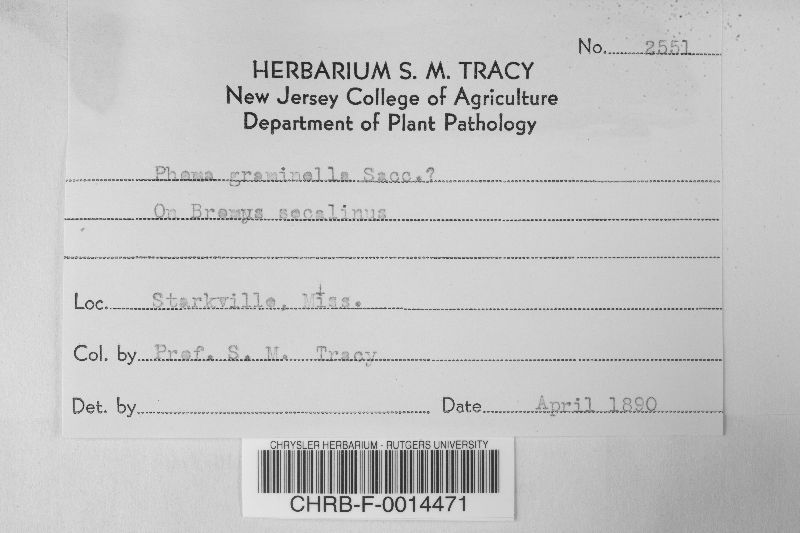 No. 2551
HERBARIUM S. M. TRACY
New Jersey College of Agriculture
Department of Plant Pathology
Phoma graminella Sacc.?
On Bromys secalinus
Loc. Starkville, Miss.
Col. by Prof. S. M. Tracy
Det. by
Date April 1890
CHRYSLER HERBARIUM - RUTGERS UNIVERSITY
CHRB-F-0014471